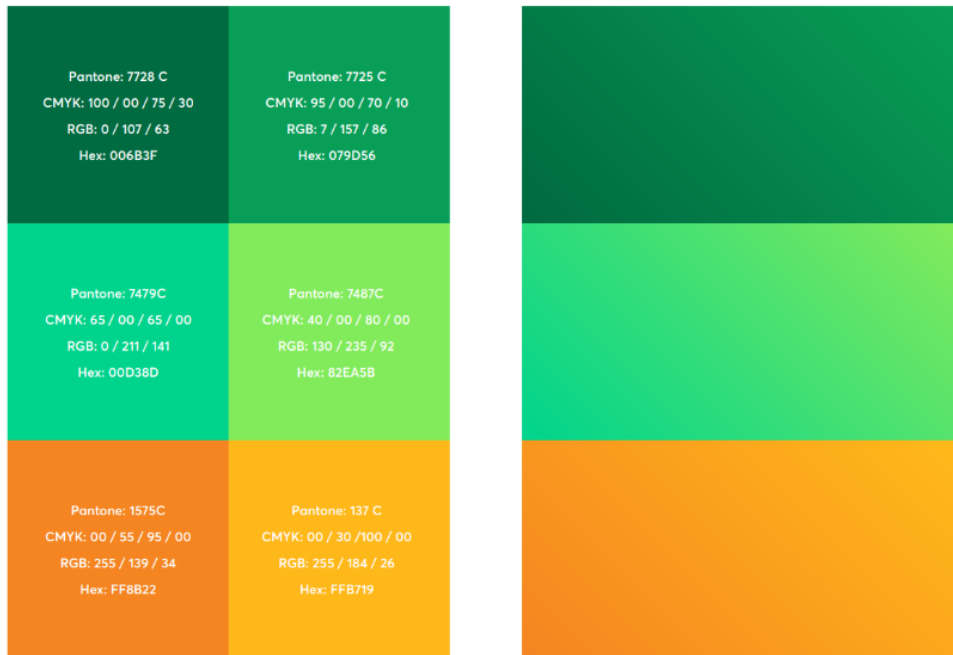 Pantone: 7728 C
CMYK: 100 / 00 / 75 / 30
RGB: 0 / 107 / 63
Hex: 006B3F
Pantone: 7725 C
CMYK: 95 / 00 / 70 / 10
RGB: 7 / 157 / 86
Hex: 079D56
Pantone: 7479C
CMYK: 65 / 00 / 65 / 00
RGB: 0 / 211 / 141
Hex: 00D38D
Pantone: 7487C
CMYK: 40 / 00 / 80 / 00
RGB: 130 / 235 / 92
Hex: 82EA5B
Pantone: 1575C
CMYK: 00 / 55 / 95 / 00
RGB: 255 / 139 / 34
Hex: FF8B22
Pantone: 137 C
CMYK: 00 / 30 /100 / 00
RGB: 255 / 184 / 26
Hex: FFB719